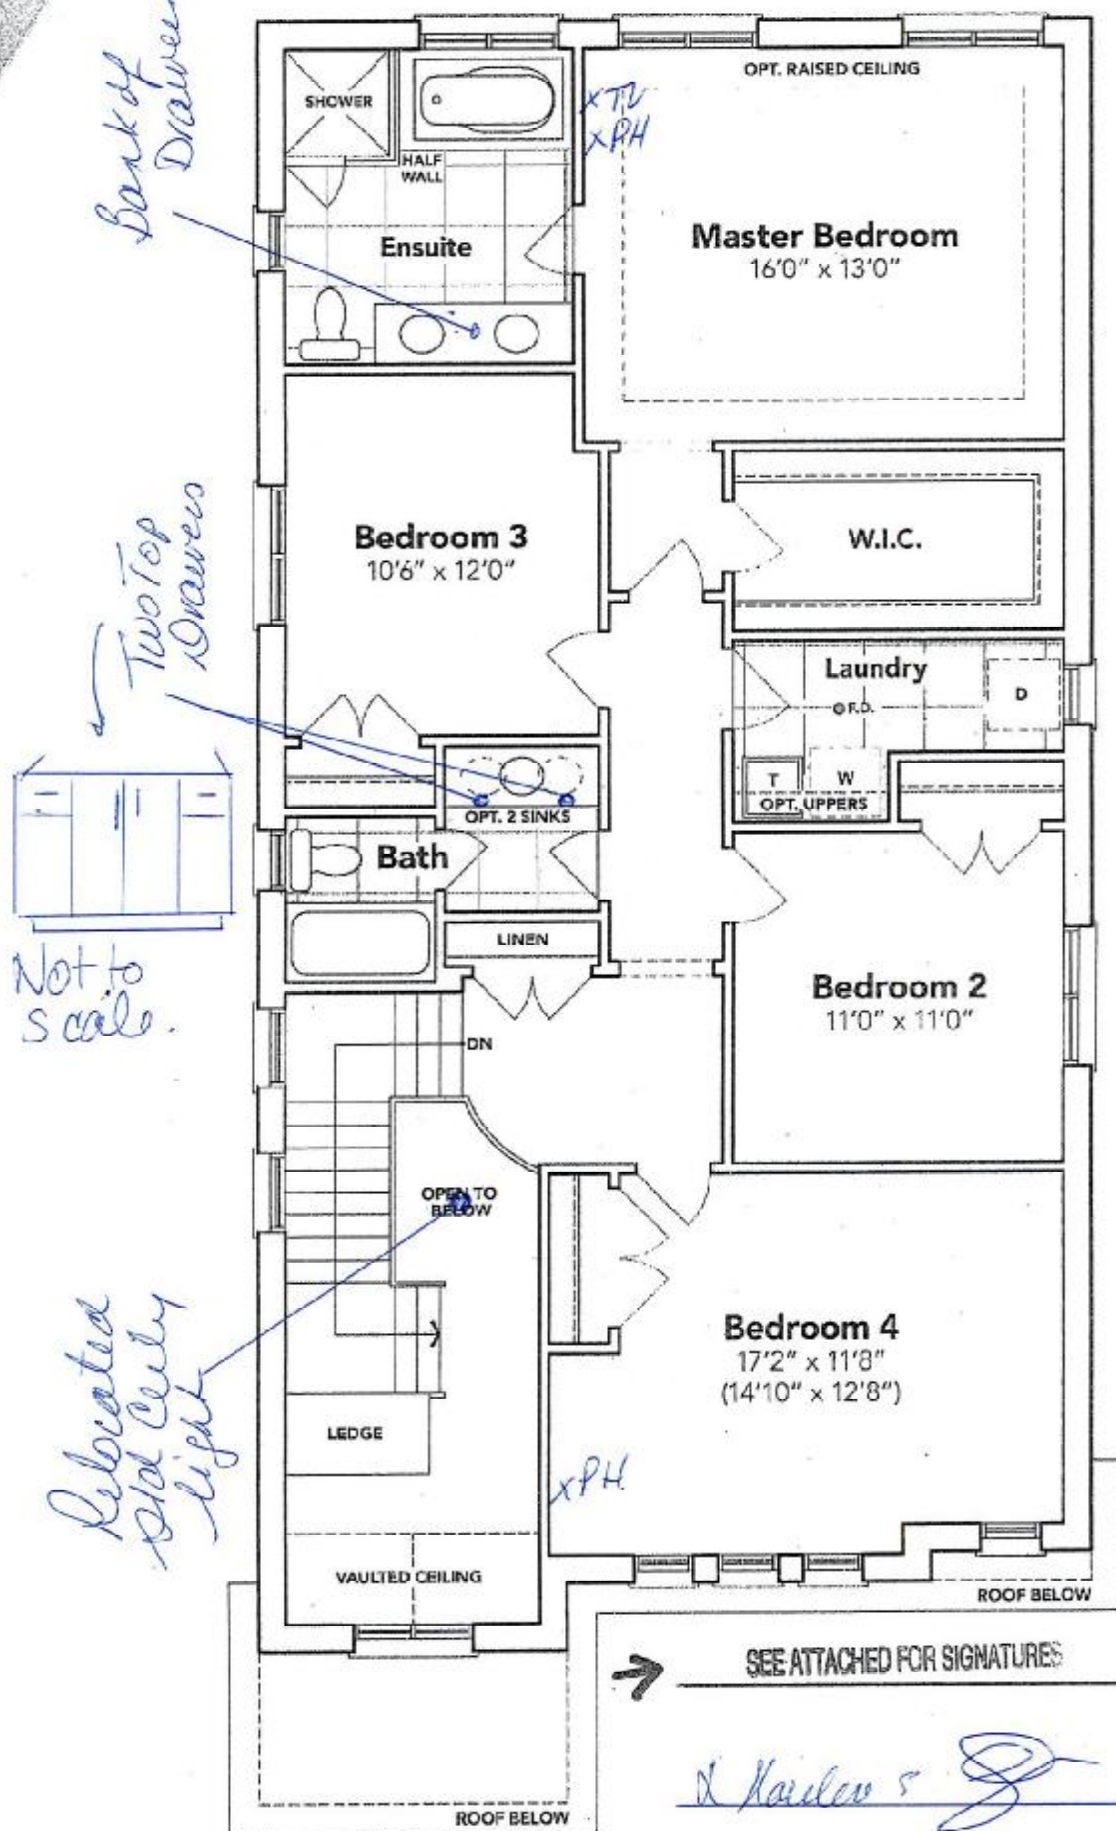 Bank of
Drawers
SHOWER
HALF
WALL
Ensuite
OPT. RAISED CEILING
xTV
xPH
Master Bedroom
16'0" x 13'0"
Bedroom 3
10'6" x 12'0"
W.I.C.
Two Top
Drawers
Laundry
F.D.
D
T
W
OPT. UPPERS
OPT. 2 SINKS
Bath
LINEN
Not to
scale.
Bedroom 2
11'0" x 11'0"
DN
OPEN TO
BELOW
Relocated
std
light
LEDGE
Bedroom 4
17'2" x 11'8"
(14'10" x 12'8")
xPH
VAULTED CEILING
ROOF BELOW
SEE ATTACHED FOR SIGNATURES
ROOF BELOW